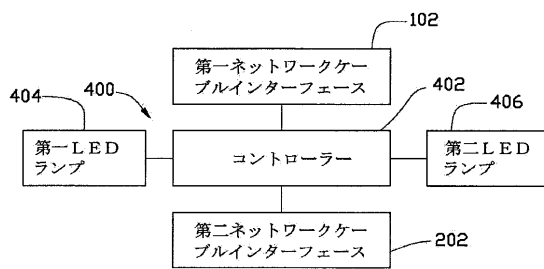 102
第一ネットワークケー
ブルインターフェース
404
400
402
406
第一LED
ランプ
コントローラー
第二LED
ランプ
第二ネットワークケー
ブルインターフェース
202